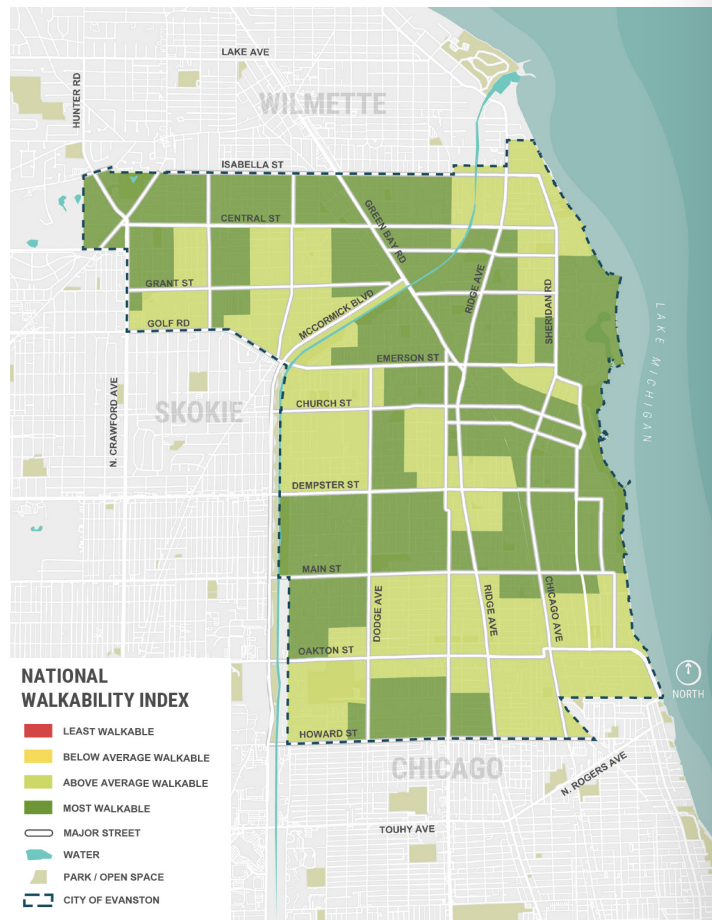 LAKE AVE
HUNTER RD
WILMETTE
ISABELLA ST
CENTRAL ST
GREEN BAY RD
GRANT ST
RIDGE AVE
SHERIDAN RD
MCCORMICK BLVD
GOLF RD
LAKE MICHIGAN
EMERSON ST
N. CRAWFORD AVE
SKOKIE
CHURCH ST
DEMPSTER ST
MAIN ST
DODGE AVE
RIDGE AVE
CHICAGO AVE
OAKTON ST
NORTH
HOWARD ST
CHICAGO
N. ROGERS AVE
TOUHY AVE
NATIONAL
WALKABILITY INDEX
LEAST WALKABLE
BELOW AVERAGE WALKABLE
ABOVE AVERAGE WALKABLE
MOST WALKABLE
MAJOR STREET
WATER
PARK / OPEN SPACE
CITY OF EVANSTON